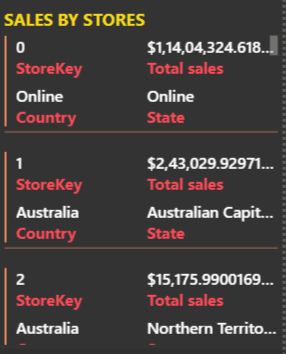 SALES BY STORES
0 $1,14,04,324.618...
StoreKey Total sales
Online Online
Country State
1 $2,43,029.92971...
StoreKey Total sales
Australia Australian Capit...
Country State
2 $15,175.9900169...
StoreKey Total sales
Australia Northern Territo...